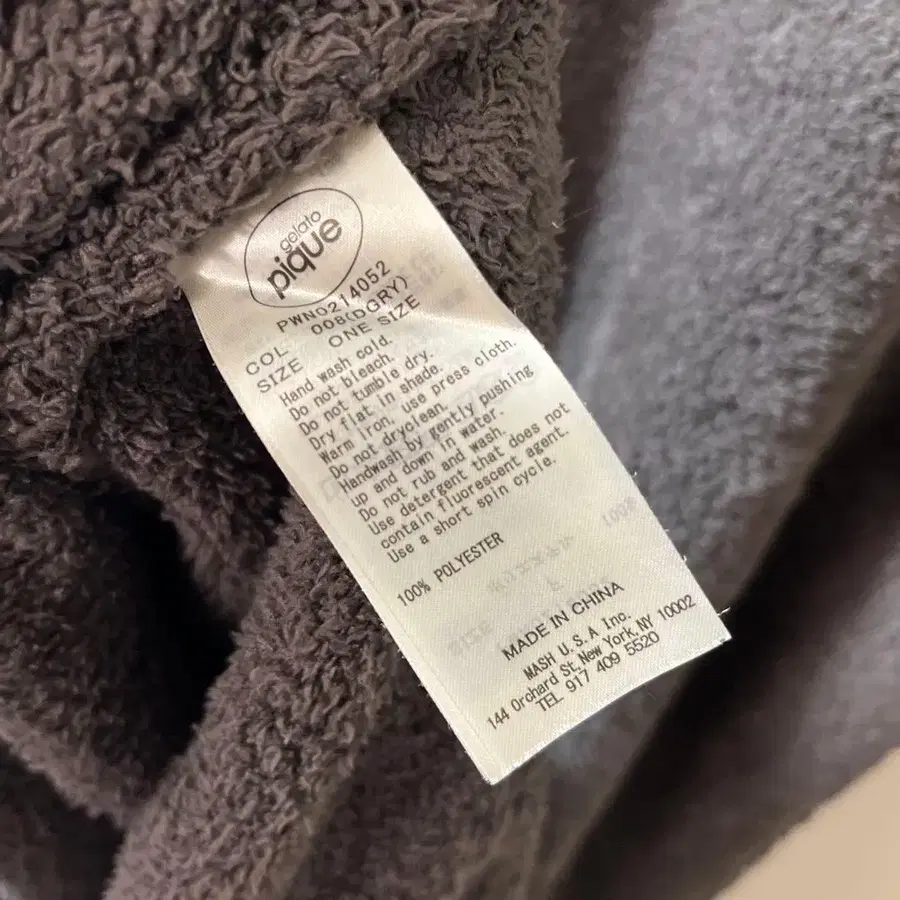 gelato
pique
PWNO214052
COL 008(DGRY)
SIZE ONE SIZE
Hand wash cold.
Do not bleach.
Do not tumble dry.
Dry flat in shade.
Warm iron, use press cloth.
Do not dryclean.
Handwash by gently pushing
up and down in water.
Do not rub and wash.
Use detergent that does not
contain fluorescent agent.
Use a short spin cycle.
100% POLYESTER
MADE IN CHINA
MASH U.S.A Inc.
144 Orchard St, New York, NY 10002
TEL 917 409 5520